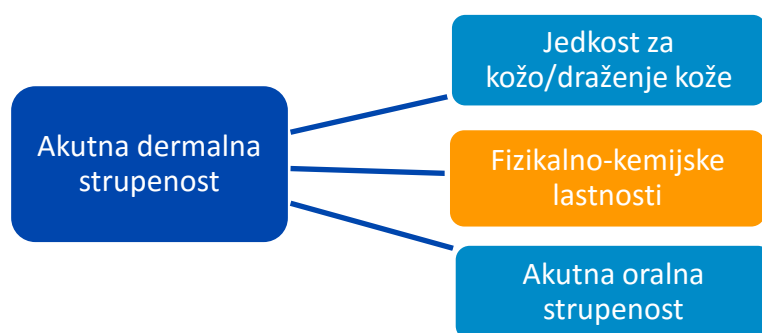 Akutna dermalna
strupenost
Jedkost za
kožo/draženje kože
Fizikalno-kemijske
lastnosti
Akutna oralna
strupenost